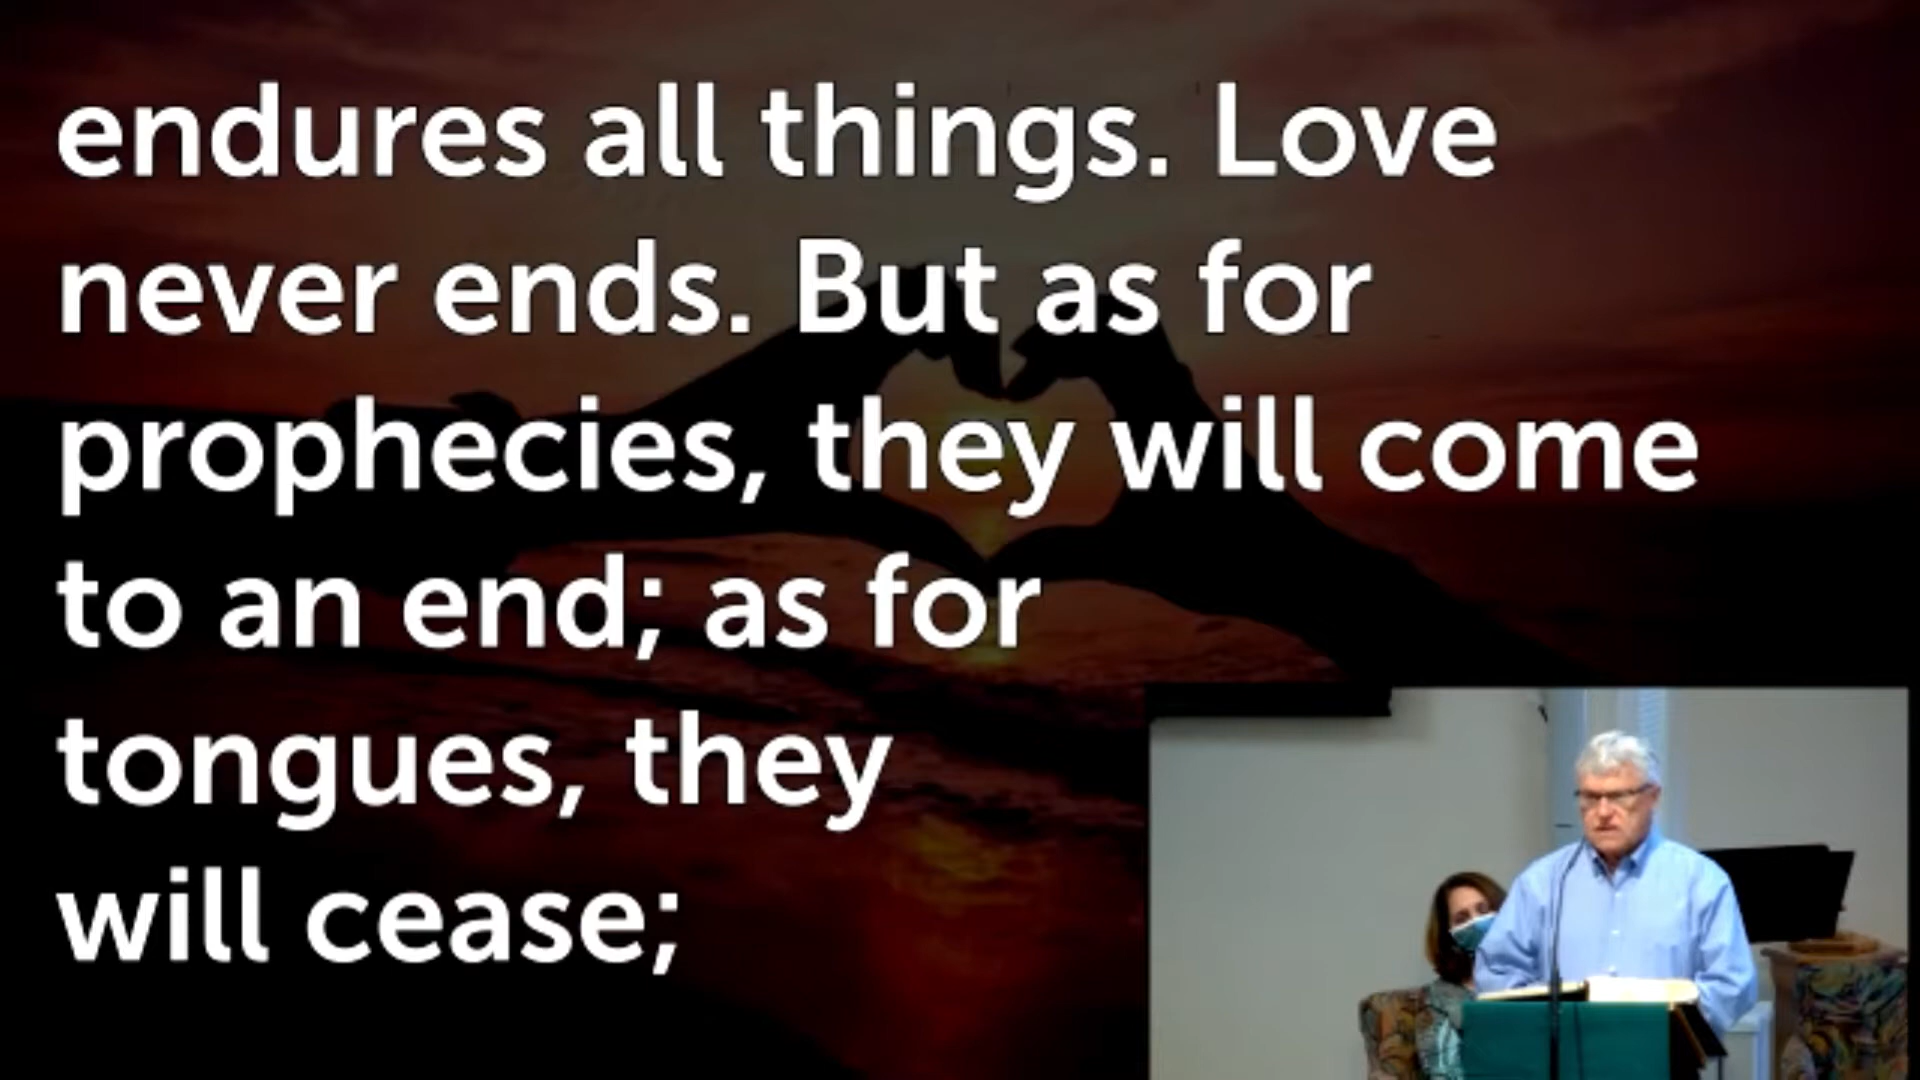 endures all things. Love
never ends. But as for
prophecies, they will come
to an end; as for
tongues, they
will cease;